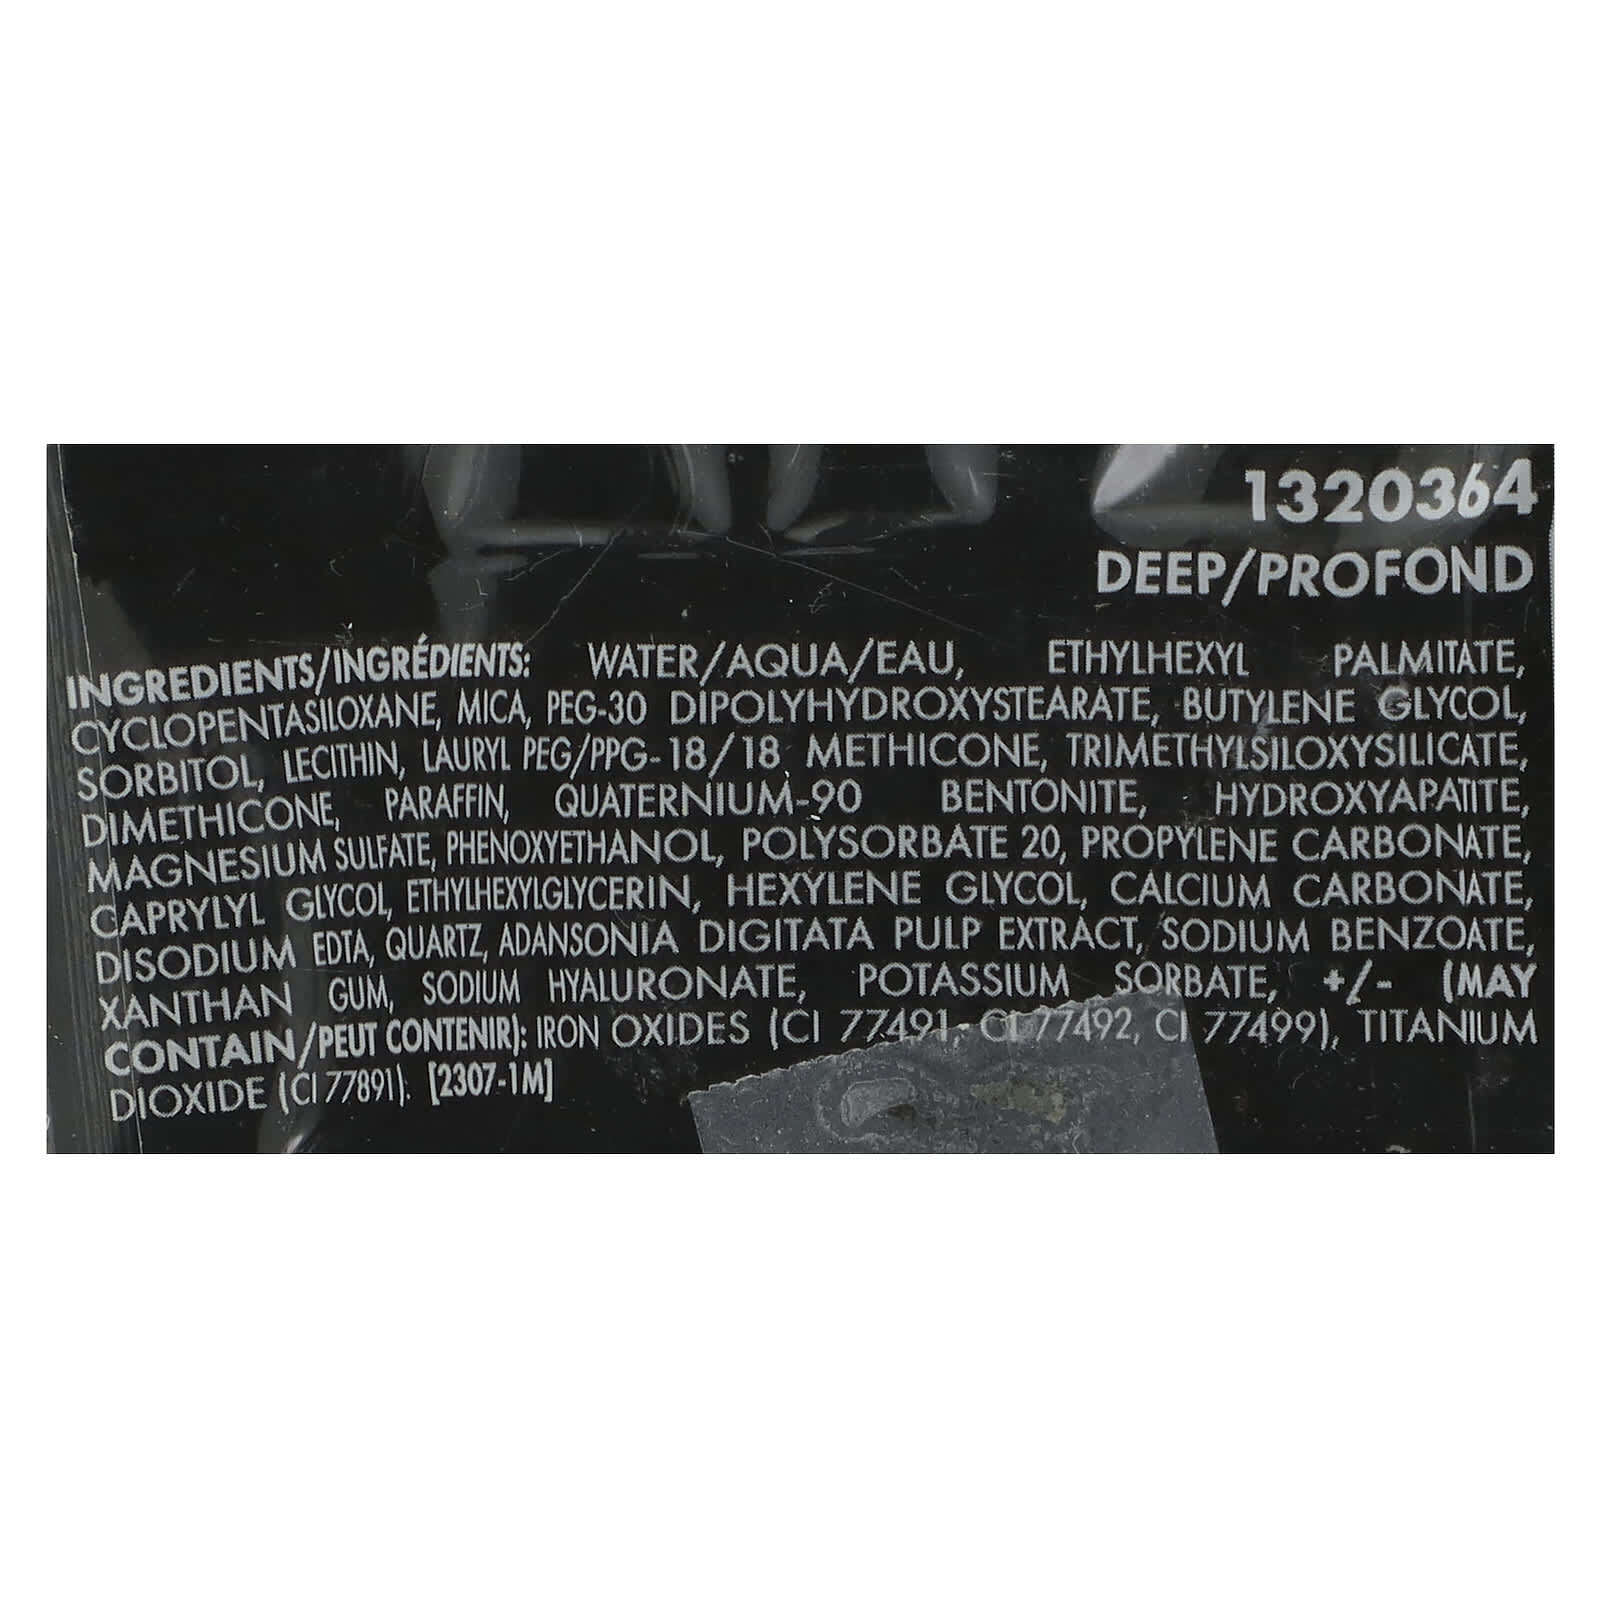 1320364
DEEP/PROFOND
INGREDIENTS/INGRÉDIENTS: WATER/AQUA/EAU, ETHYLHEXYL PALMITATE,
CYCLOPENTASILOXANE, MICA, PEG-30 DIPOLYHYDROXYSTEARATE, BUTYLENE GLYCOL,
SORBITOL, LECITHIN, LAURYL PEG/PPG-18/18 METHICONE, TRIMETHYLSILOXYSILICATE,
DIMETHICONE, PARAFFIN, QUATERNIUM-90 BENTONITE, HYDROXYAPATITE,
MAGNESIUM SULFATE, PHENOXYETHANOL, POLYSORBATE 20, PROPYLENE CARBONATE,
CAPRYLYL GLYCOL, ETHYLHEXYLGLYCERIN, HEXYLENE GLYCOL, CALCIUM CARBONATE,
DISODIUM EDTA, QUARTZ, ADANSONIA DIGITATA PULP EXTRACT, SODIUM BENZOATE,
XANTHAN GUM, SODIUM HYALURONATE, POTASSIUM SORBATE, +/- (MAY
CONTAIN/PEUT CONTENIR): IRON OXIDES (CI 77491, CI 77492, CI 77499), TITANIUM
DIOXIDE (CI 77891). [2307-1M]